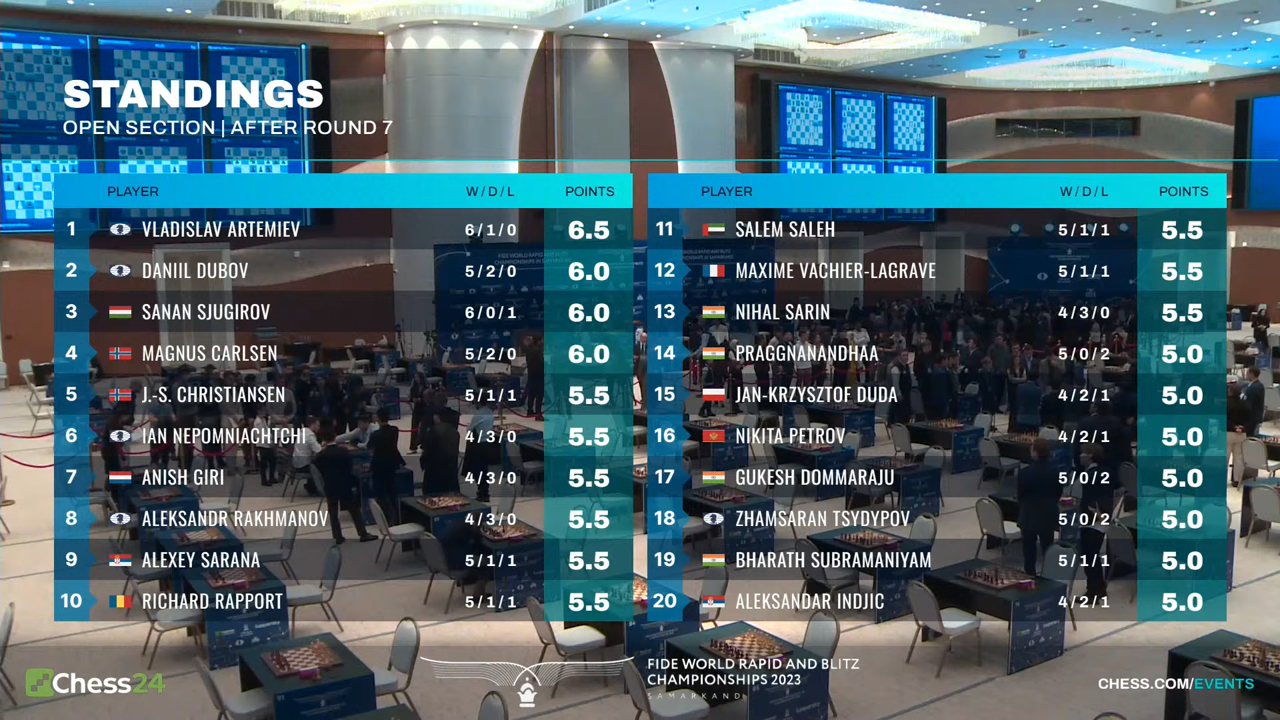 STANDINGS
OPEN SECTION | AFTER ROUND 7
PLAYER W / D / L POINTS
1 VLADISLAV ARTEMIEV 6 / 1 / 0 6.5
2 DANIIL DUBOV 5 / 2 / 0 6.0
3 SANAN SJUGIROV 6 / 0 / 1 6.0
4 MAGNUS CARLSEN 5 / 2 / 0 6.0
5 J.-S. CHRISTIANSEN 5 / 1 / 1 5.5
6 IAN NEPOMNIACHTCHI 4 / 3 / 0 5.5
7 ANISH GIRI 4 / 3 / 0 5.5
8 ALEKSANDR RAKHMANOV 4 / 3 / 0 5.5
9 ALEXEY SARANA 5 / 1 / 1 5.5
10 RICHARD RAPPORT 5 / 1 / 1 5.5
PLAYER W / D / L POINTS
11 SALEM SALEH 5 / 1 / 1 5.5
12 MAXIME VACHIER-LAGRAVE 5 / 1 / 1 5.5
13 NIHAL SARIN 4 / 3 / 0 5.5
14 PRAGGNANANDHAA 5 / 0 / 2 5.0
15 JAN-KRZYSZTOF DUDA 4 / 2 / 1 5.0
16 NIKITA PETROV 4 / 2 / 1 5.0
17 GUKESH DOMMARAJU 5 / 0 / 2 5.0
18 ZHAMSARAN TSYDYPOV 5 / 0 / 2 5.0
19 BHARATH SUBRAMANIYAM 5 / 1 / 1 5.0
20 ALEKSANDAR INDJIC 4 / 2 / 1 5.0
Chess24
FIDE WORLD RAPID AND BLITZ
CHAMPIONSHIPS 2023
SAMARKAND
CHESS.COM/EVENTS